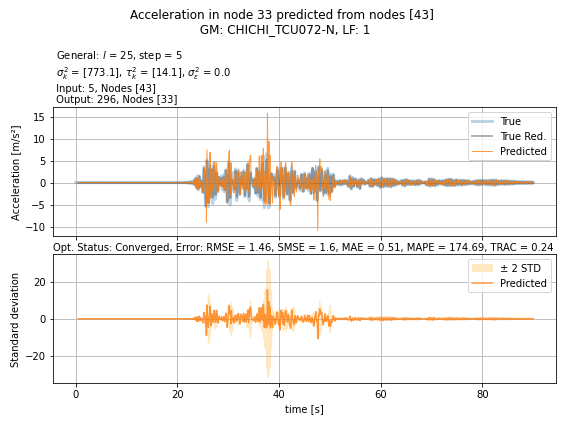 Acceleration in node 33 predicted from nodes [43]
GM: CHICHI_TCU072-N, LF: 1
General: l = 25, step = 5
σ²ₖ = [773.1], τ²ₖ = [14.1], σ²ε = 0.0
Input: 5, Nodes [43]
Output: 296, Nodes [33]
Acceleration [m/s²]
15
10
5
0
−5
−10
True
True Red.
Predicted
Opt. Status: Converged, Error: RMSE = 1.46, SMSE = 1.6, MAE = 0.51, MAPE = 174.69, TRAC = 0.24
Standard deviation
20
0
−20
± 2 STD
Predicted
0 20 40 60 80
time [s]